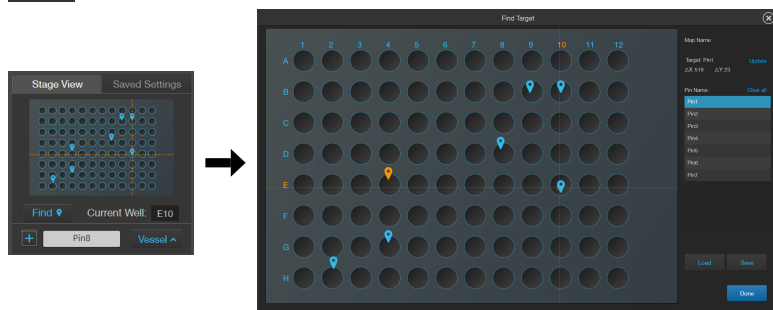 Stage View Saved Settings
Find Current Well: E10
+ Pin8 Vessel
Find Target
1 2 3 4 5 6 7 8 9 10 11 12
A
B
C
D
E
F
G
H
Map Name:
Target: Pin1 Update
ΔX: 519 ΔY:23
Pin Name: Clear all
Pin1
Pin2
Pin3
Pin4
Pin5
Pin6
Pin7
Load Save
Done